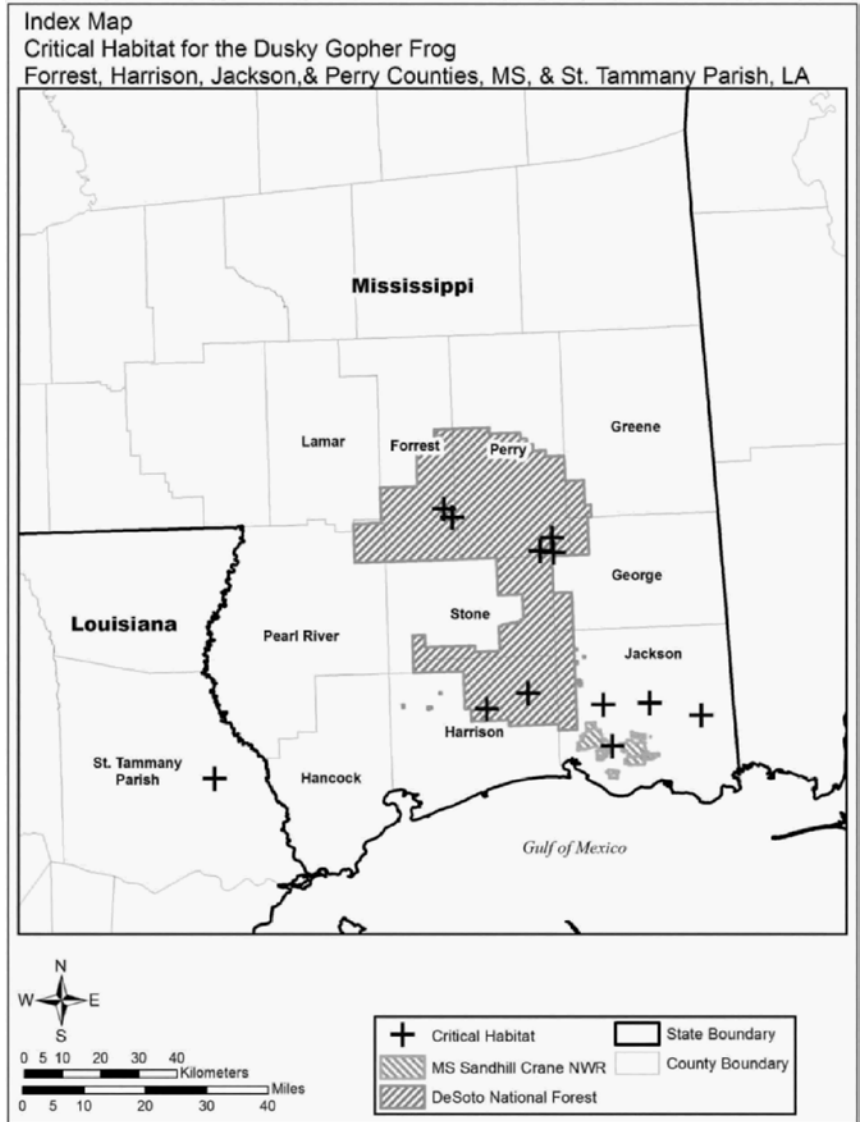 Index Map
Critical Habitat for the Dusky Gopher Frog
Forrest, Harrison, Jackson,& Perry Counties, MS, & St. Tammany Parish, LA
Mississippi
Greene
Lamar
Forrest
Perry
George
Stone
Louisiana
Pearl River
Jackson
Harrison
St. Tammany
Parish
Hancock
Gulf of Mexico
N
W
E
S
0 5 10 20 30 40
Kilometers
Miles
0 5 10 20 30 40
Critical Habitat
MS Sandhill Crane NWR
DeSoto National Forest
State Boundary
County Boundary